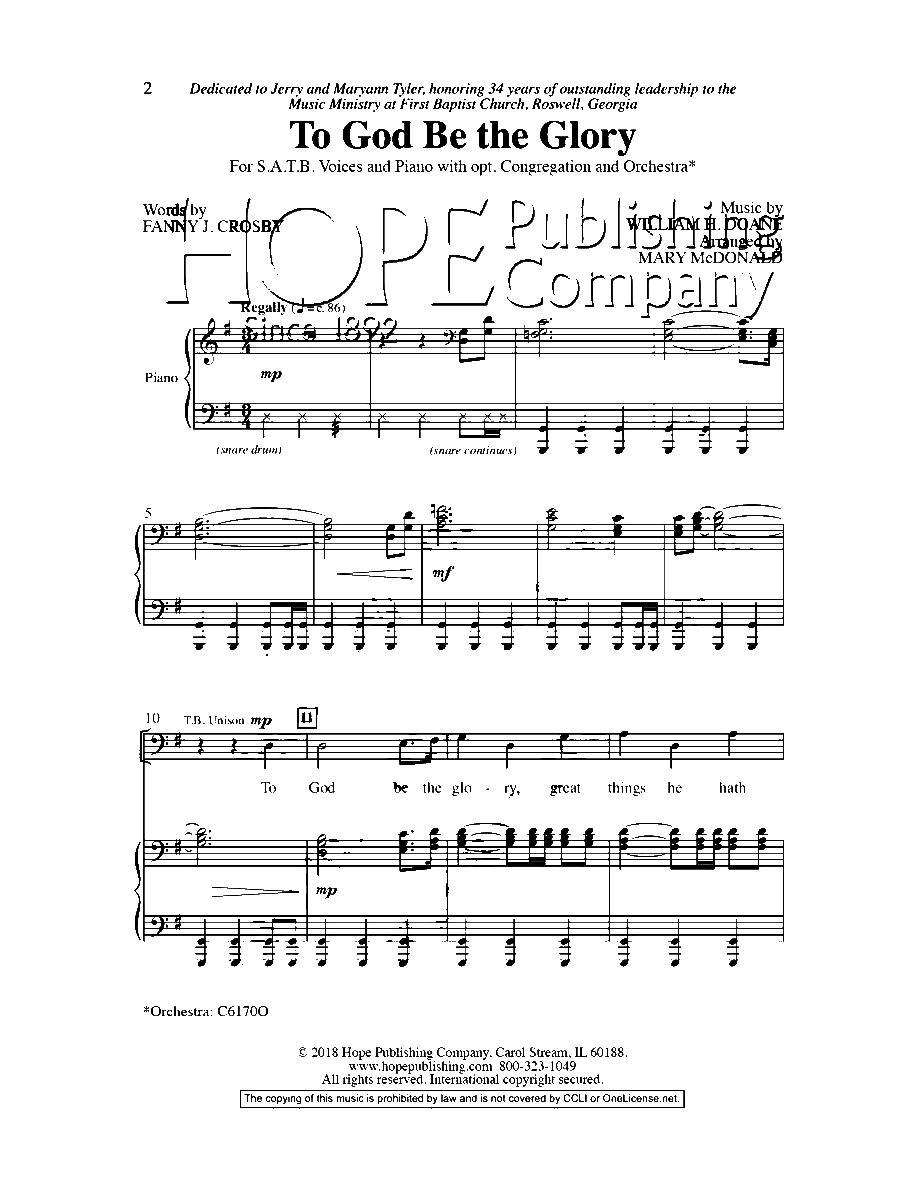 2
Dedicated to Jerry and Maryann Tyler, honoring 34 years of outstanding leadership to the
Music Ministry at First Baptist Church, Roswell, Georgia
To God Be the Glory
For S.A.T.B. Voices and Piano with opt. Congregation and Orchestra*
Words by
FANNY J. CROSBY
Music by
WILLIAM H. DOANE
Arranged by
MARY McDONALD
HOPE Publishing
Company
Since 1892
Regally (♩ = c. 86)
Piano
mp
3
4
3
4
(snare drum)
(snare continues)
5
mf
10
T.B. Unison mp
11
To God be the glo - ry, great things he hath
mp
*Orchestra: C6170O
© 2018 Hope Publishing Company, Carol Stream, IL 60188.
www.hopepublishing.com 800-323-1049
All rights reserved. International copyright secured.
The copying of this music is prohibited by law and is not covered by CCLI or OneLicense.net.